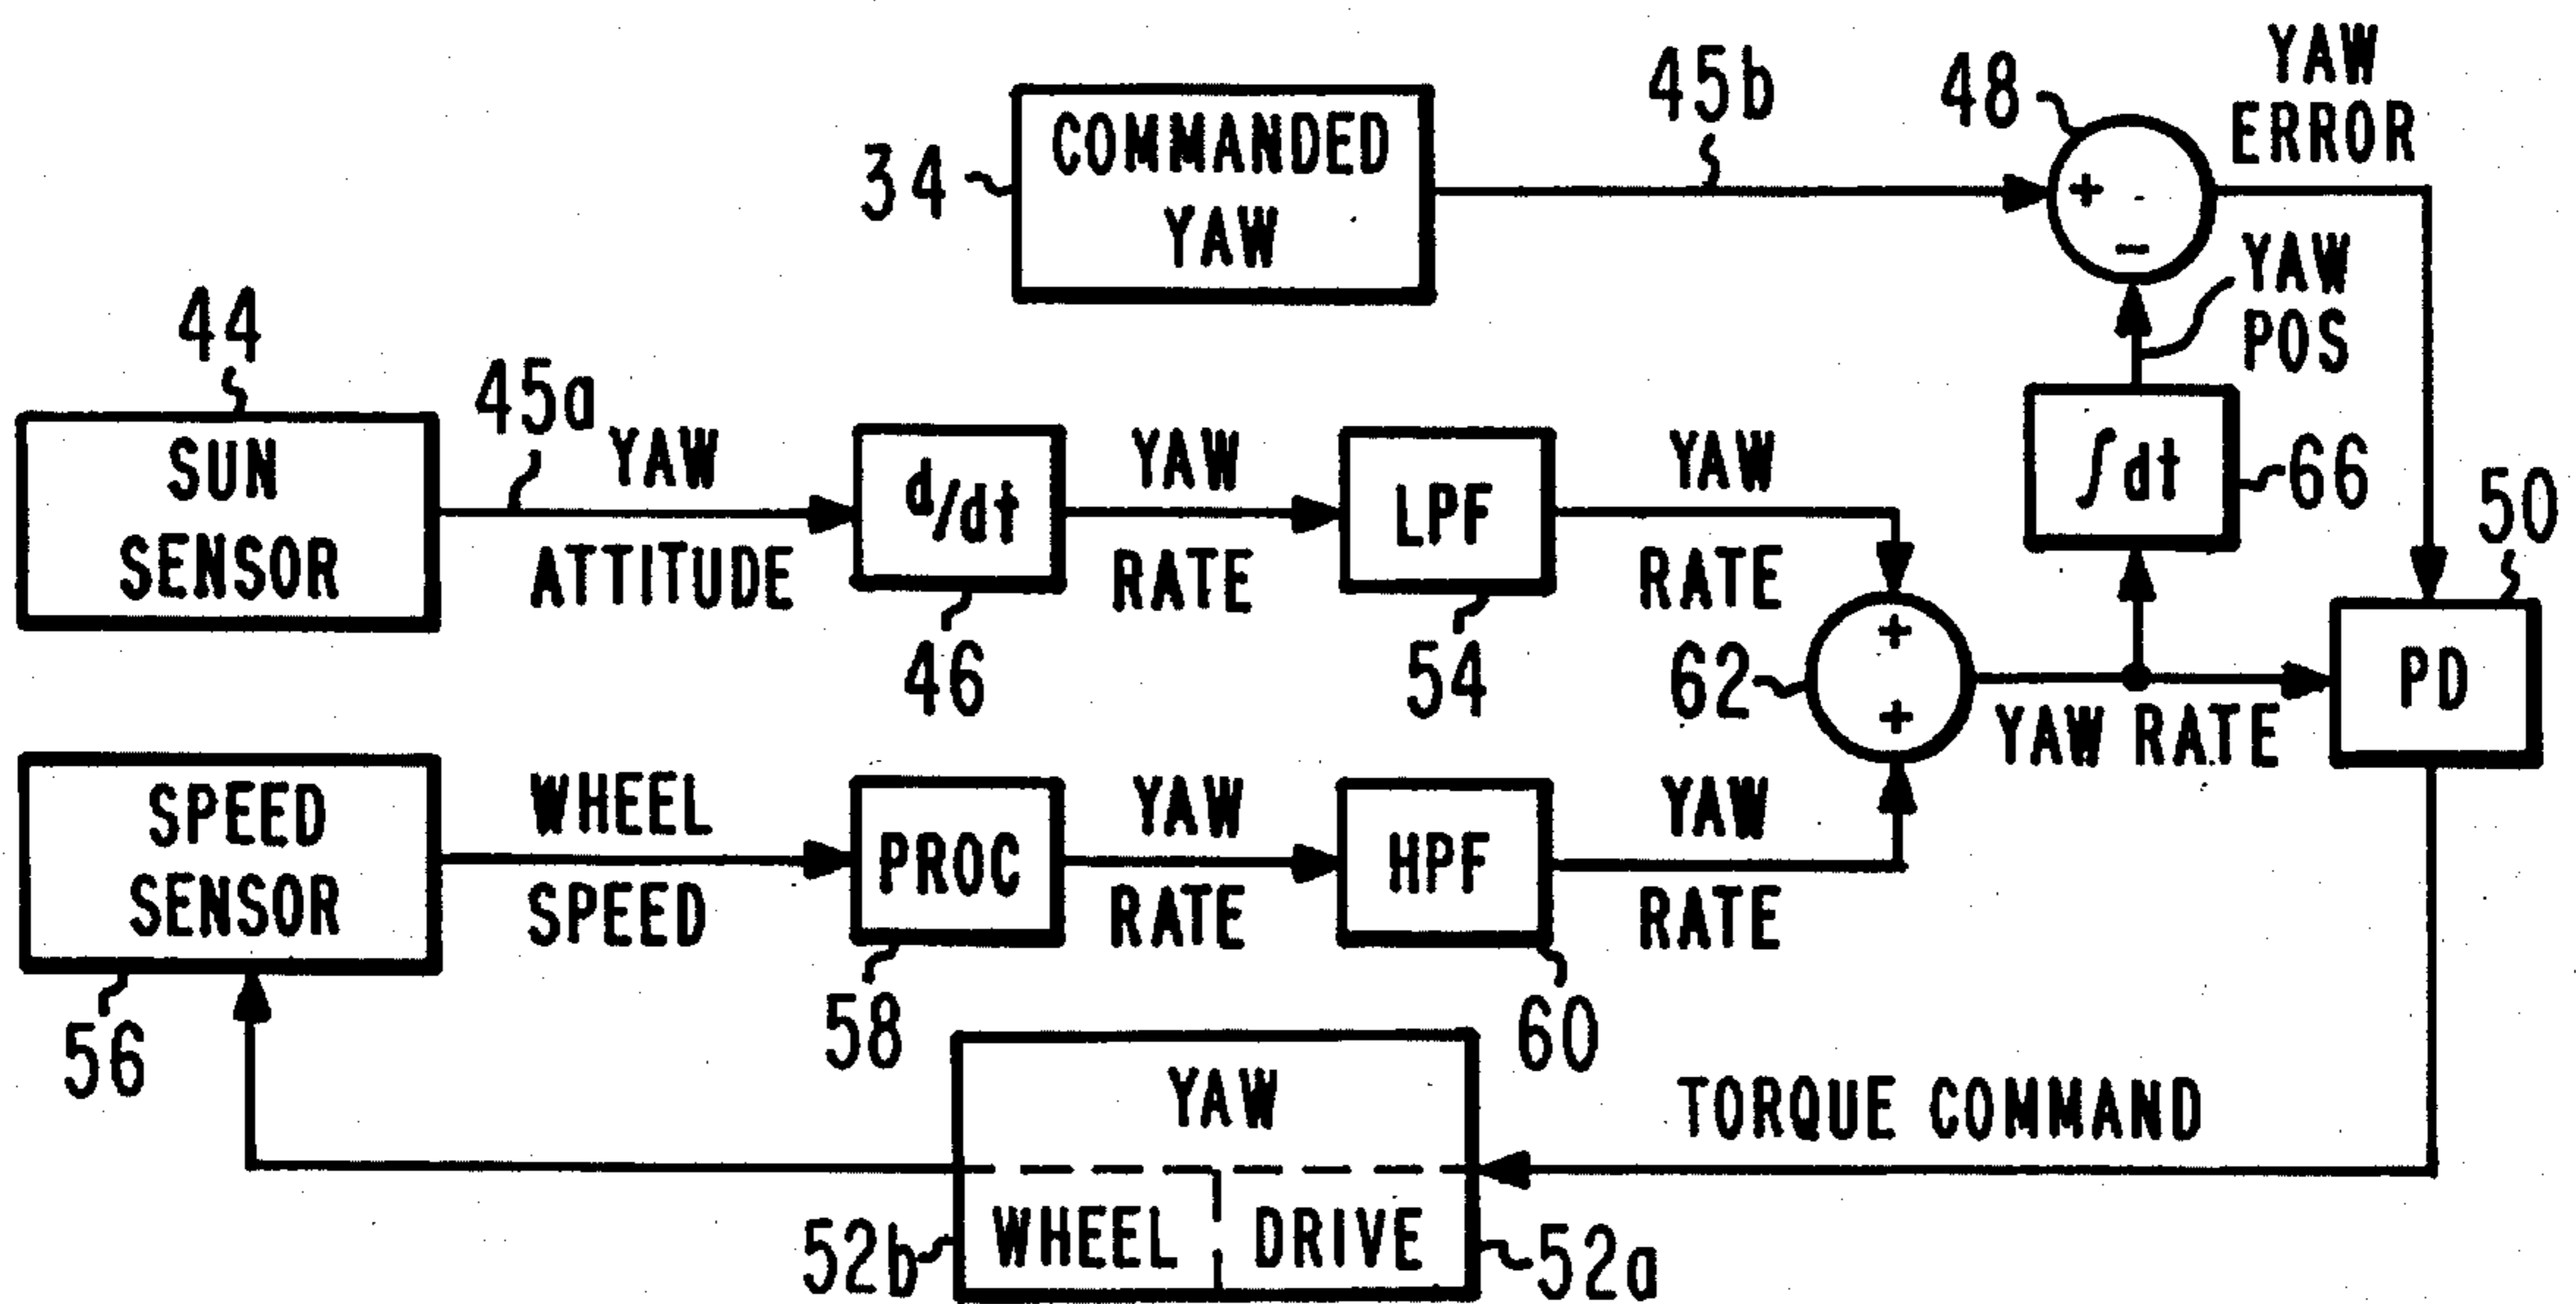 YAW
ERROR
48
45b
COMMANDED
YAW
34
+
−
YAW
POS
44
45a
SUN
SENSOR
YAW
ATTITUDE
d/dt
46
YAW
RATE
LPF
54
YAW
RATE
∫dt
66
50
62
+
+
YAW RATE
PD
SPEED
SENSOR
56
WHEEL
SPEED
PROC
58
YAW
RATE
HPF
60
YAW
RATE
YAW
WHEEL
DRIVE
52b
52a
TORQUE COMMAND